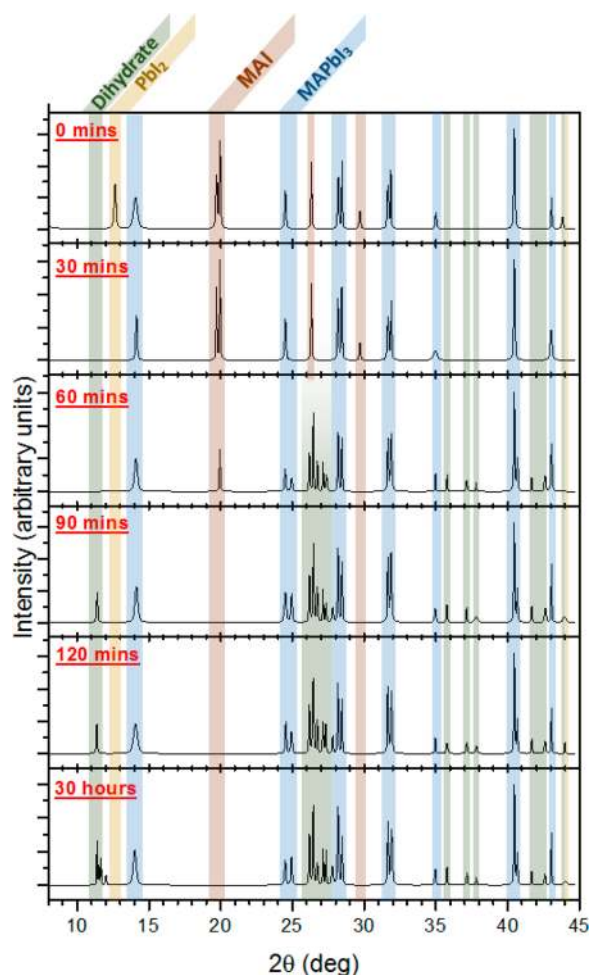 Dihydrate
PbI₂
MAI
MAPbI₃
0 mins
30 mins
60 mins
90 mins
120 mins
30 hours
Intensity (arbitrary units)
10 15 20 25 30 35 40 45
2θ (deg)